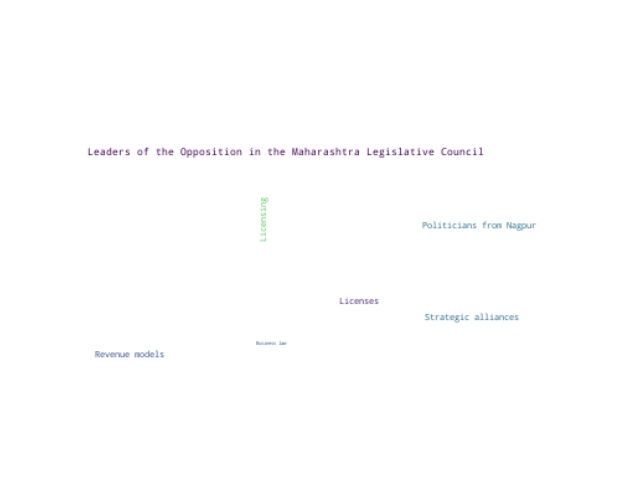 Leaders of the Opposition in the Maharashtra Legislative Council
Licensing
Politicians from Nagpur
Licenses
Strategic alliances
Business law
Revenue models